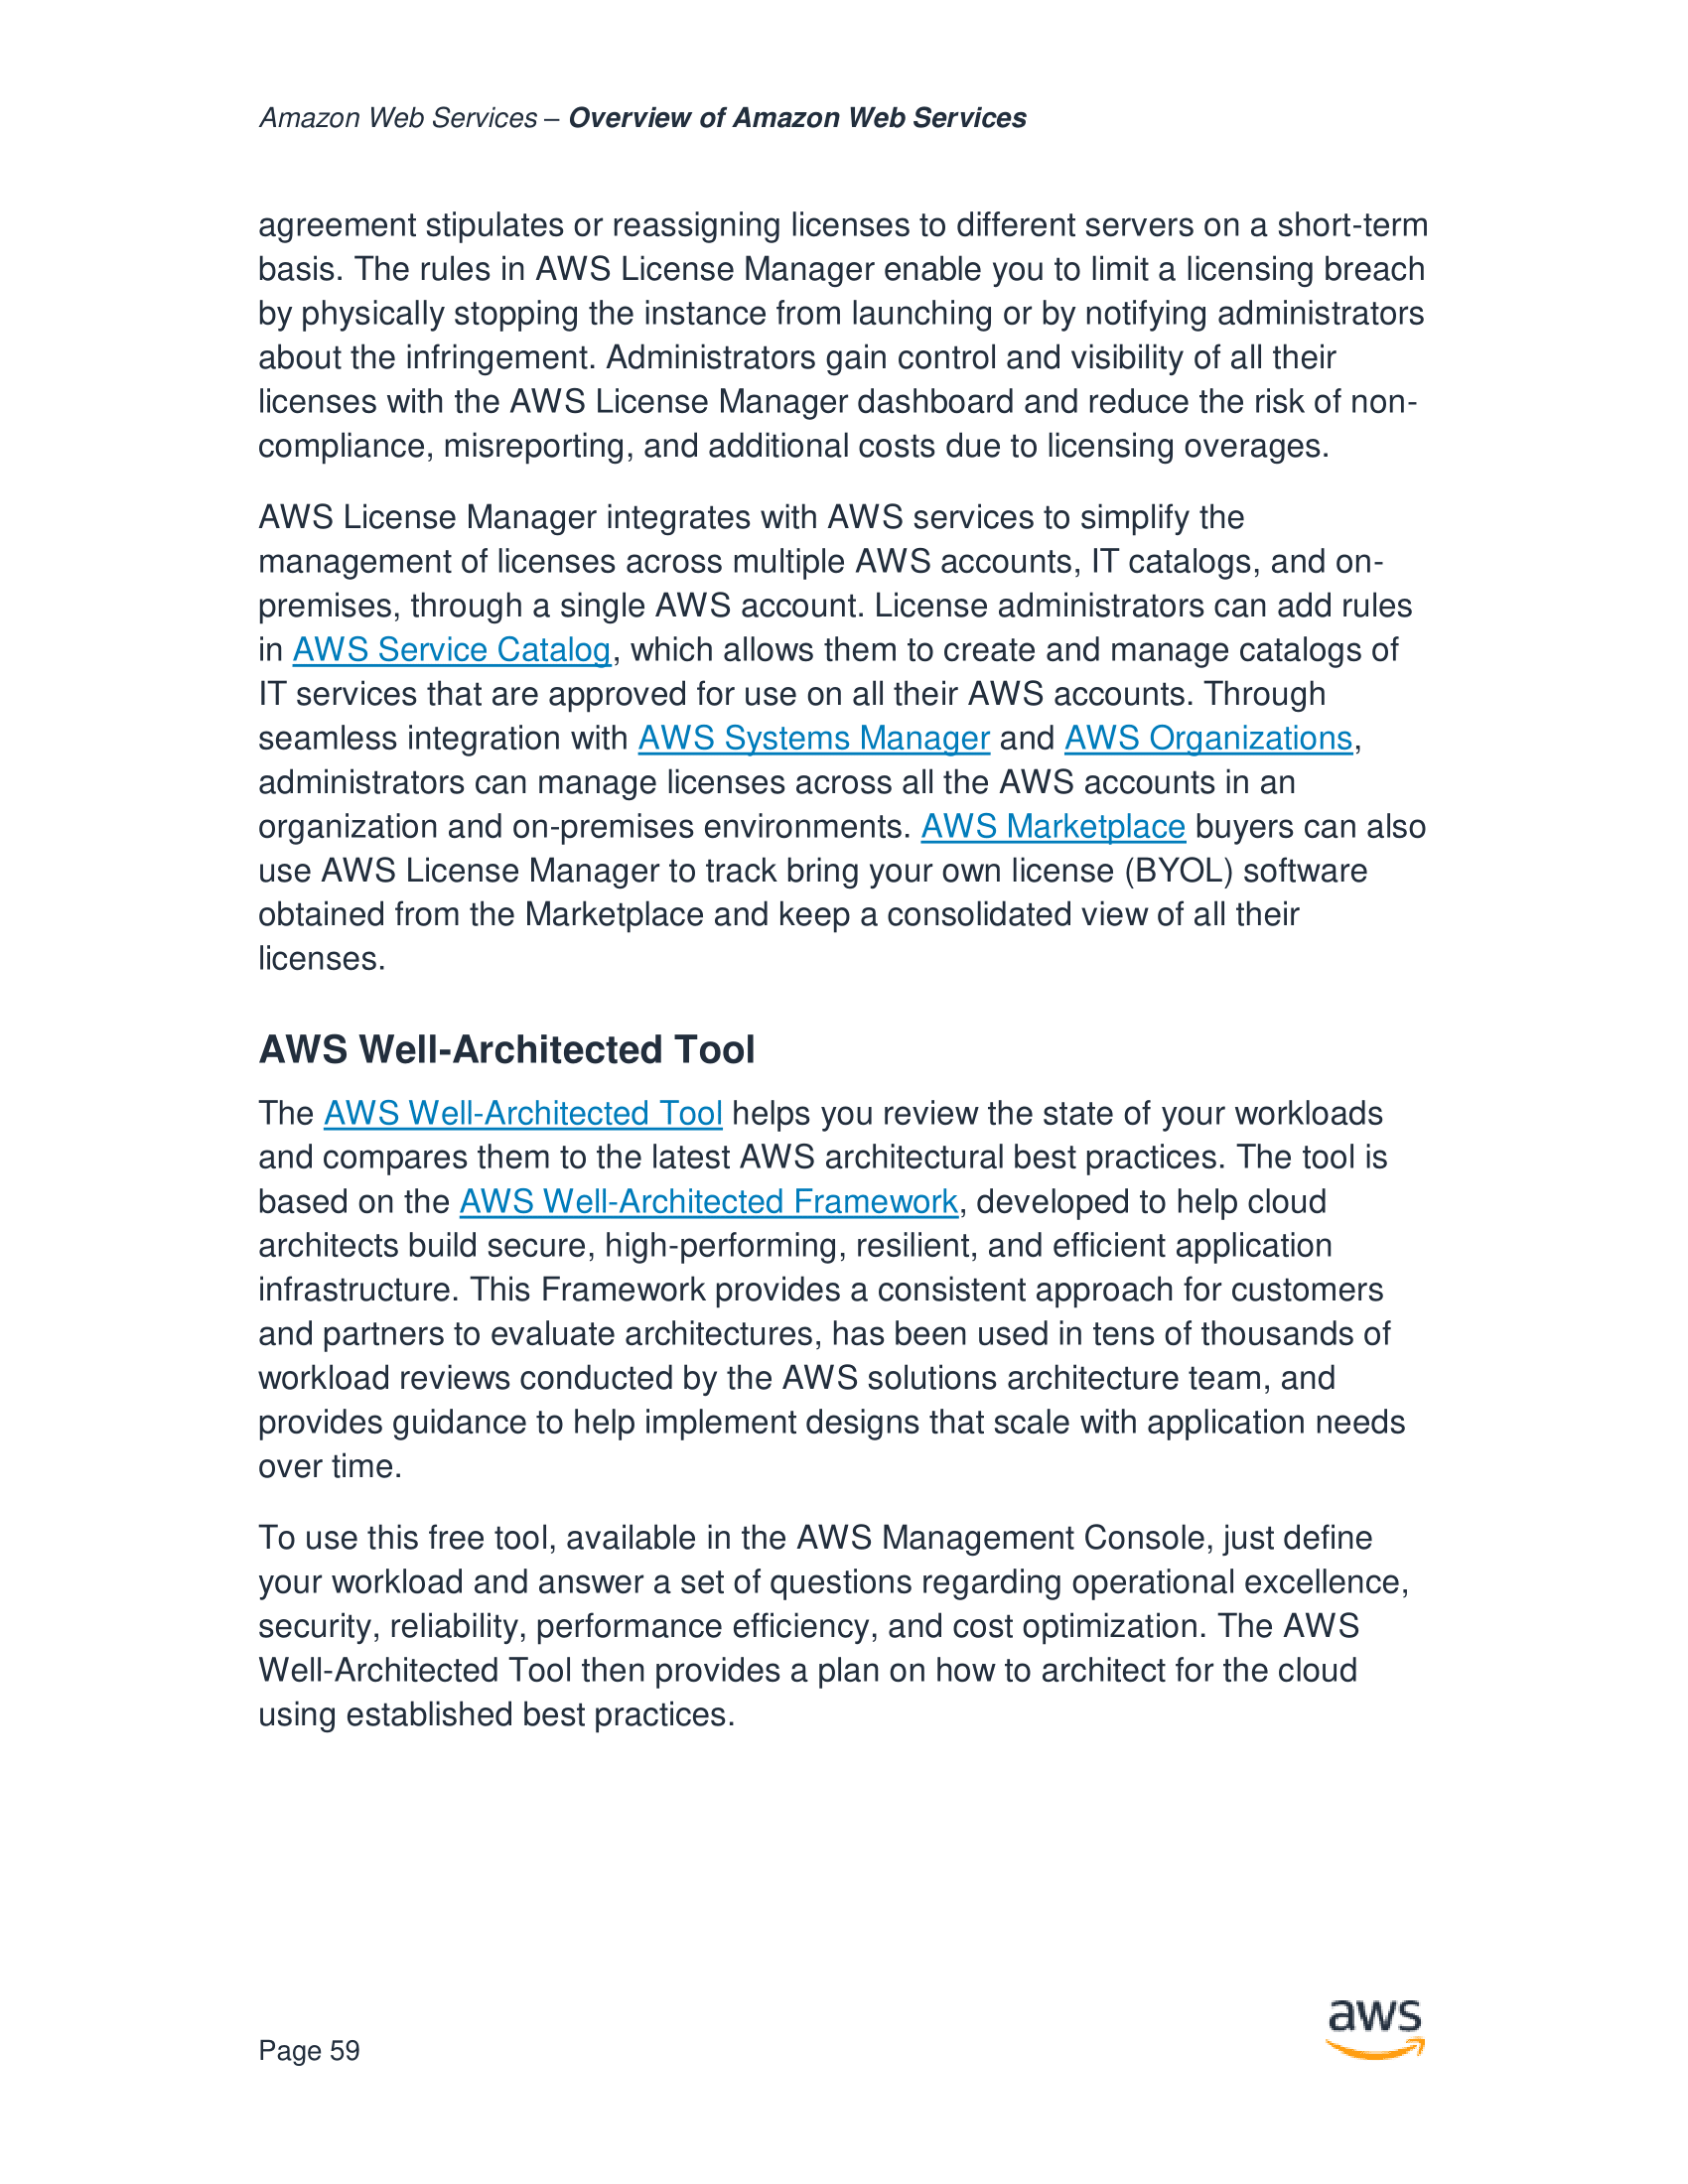 Amazon Web Services – Overview of Amazon Web Services
agreement stipulates or reassigning licenses to different servers on a short-term
basis. The rules in AWS License Manager enable you to limit a licensing breach
by physically stopping the instance from launching or by notifying administrators
about the infringement. Administrators gain control and visibility of all their
licenses with the AWS License Manager dashboard and reduce the risk of non-
compliance, misreporting, and additional costs due to licensing overages.
AWS License Manager integrates with AWS services to simplify the
management of licenses across multiple AWS accounts, IT catalogs, and on-
premises, through a single AWS account. License administrators can add rules
in AWS Service Catalog, which allows them to create and manage catalogs of
IT services that are approved for use on all their AWS accounts. Through
seamless integration with AWS Systems Manager and AWS Organizations,
administrators can manage licenses across all the AWS accounts in an
organization and on-premises environments. AWS Marketplace buyers can also
use AWS License Manager to track bring your own license (BYOL) software
obtained from the Marketplace and keep a consolidated view of all their
licenses.
AWS Well-Architected Tool
The AWS Well-Architected Tool helps you review the state of your workloads
and compares them to the latest AWS architectural best practices. The tool is
based on the AWS Well-Architected Framework, developed to help cloud
architects build secure, high-performing, resilient, and efficient application
infrastructure. This Framework provides a consistent approach for customers
and partners to evaluate architectures, has been used in tens of thousands of
workload reviews conducted by the AWS solutions architecture team, and
provides guidance to help implement designs that scale with application needs
over time.
To use this free tool, available in the AWS Management Console, just define
your workload and answer a set of questions regarding operational excellence,
security, reliability, performance efficiency, and cost optimization. The AWS
Well-Architected Tool then provides a plan on how to architect for the cloud
using established best practices.
aws
Page 59